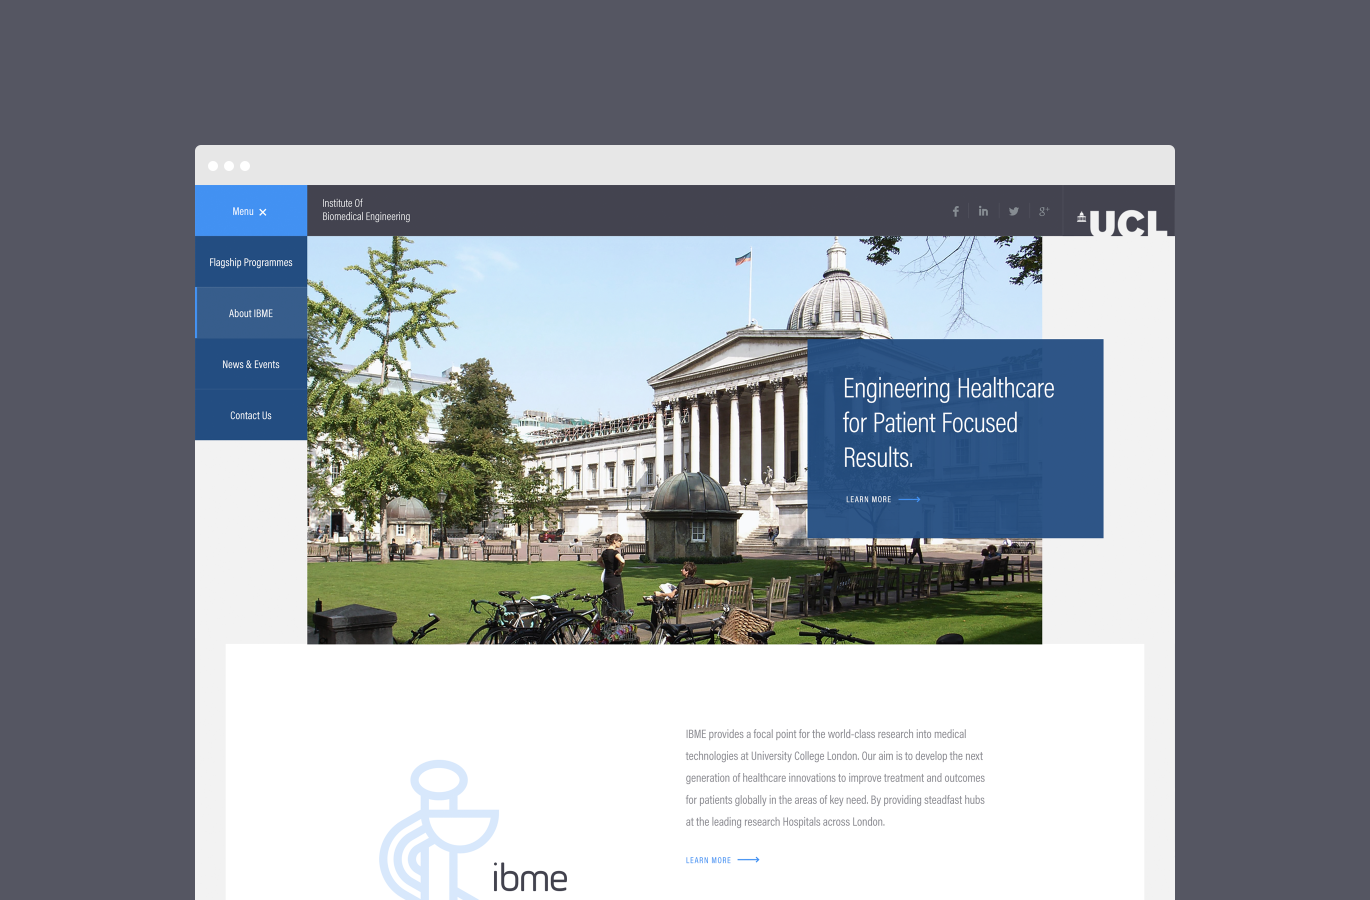 Menu
Institute Of
Biomedical Engineering
UCL
Flagship Programmes
About IBME
News & Events
Contact Us
Engineering Healthcare
for Patient Focused
Results.
LEARN MORE
IBME provides a focal point for the world-class research into medical
technologies at University College London. Our aim is to develop the next
generation of healthcare innovations to improve treatment and outcomes
for patients globally in the areas of key need. By providing steadfast hubs
at the leading research Hospitals across London.
LEARN MORE
ibme